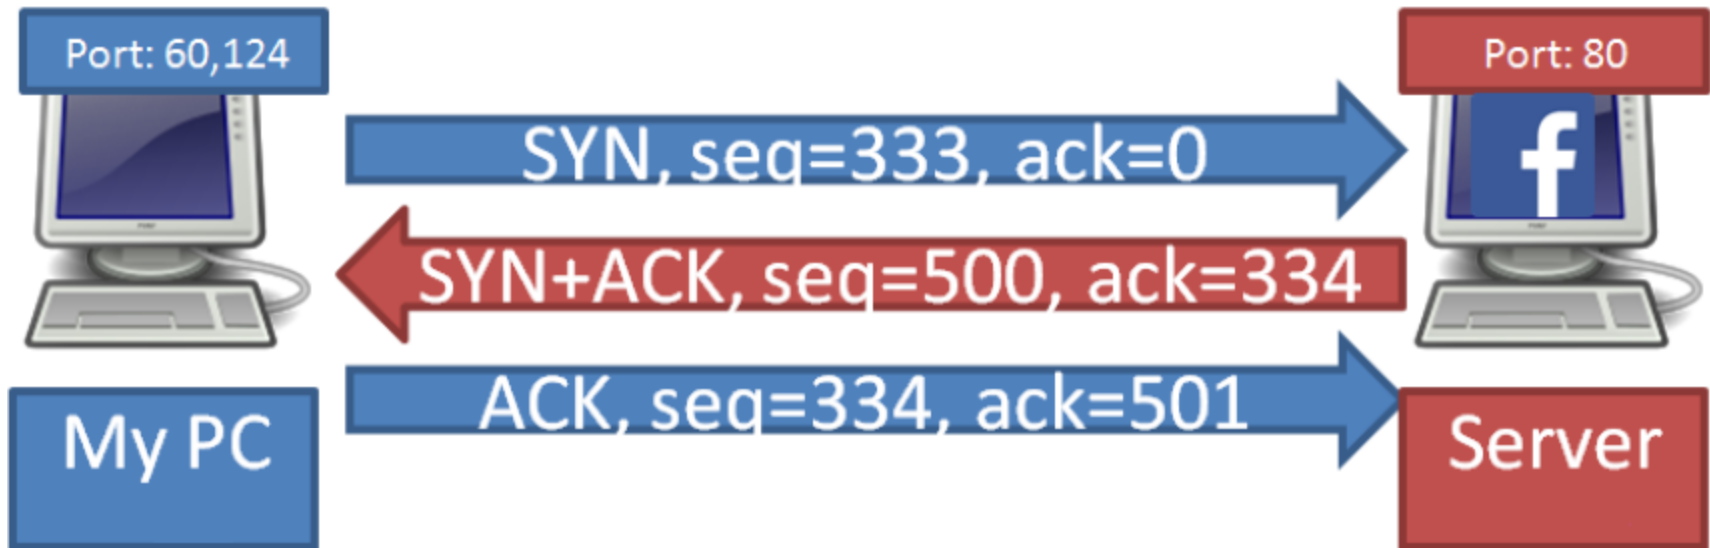 Port: 60,124
Port: 80
SYN, seq=333, ack=0
f
SYN+ACK, seq=500, ack=334
ACK, seq=334, ack=501
My PC
Server